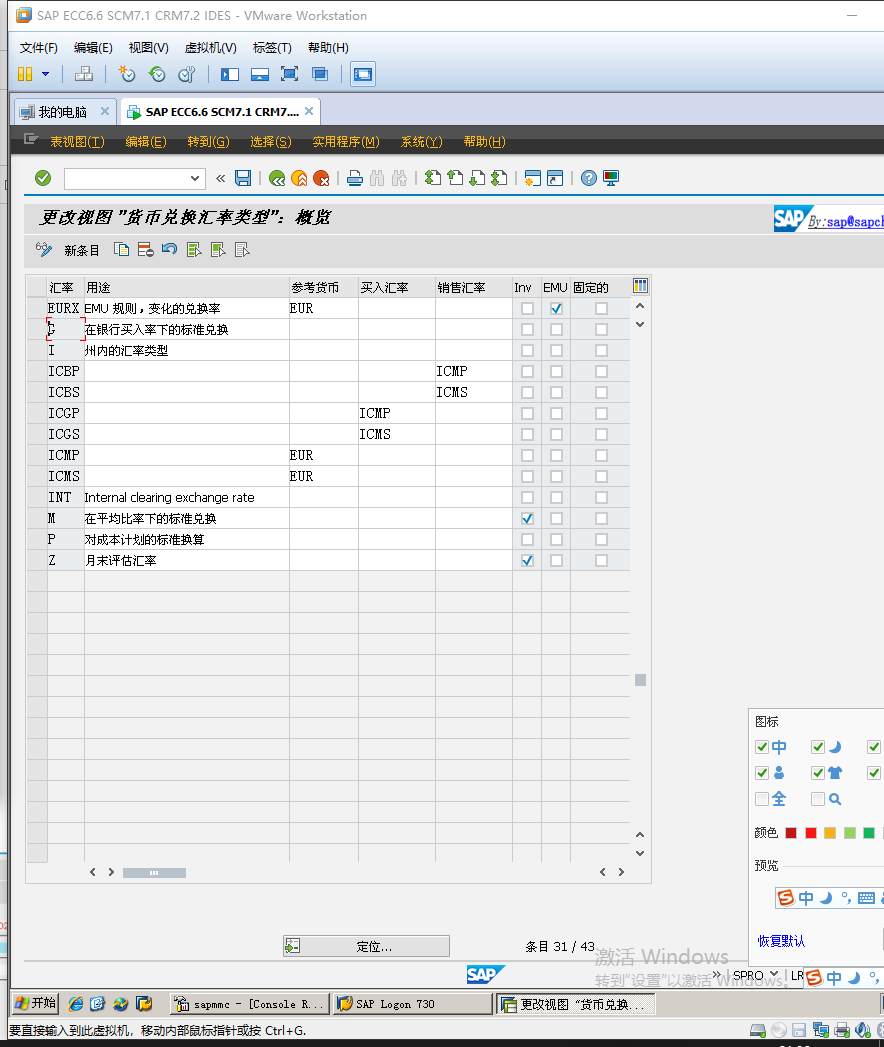 SAP ECC6.6 SCM7.1 CRM7.2 IDES - VMware Workstation
文件(F) 编辑(E) 视图(V) 虚拟机(V) 标签(T) 帮助(H)
我的电脑 SAP ECC6.6 SCM7.1 CRM7....
表视图(T) 编辑(E) 转到(G) 选择(S) 实用程序(M) 系统(Y) 帮助(H)
更改视图 "货币兑换汇率类型": 概览
SAP By:sap@sapch
新条目
汇率 用途 参考货币 买入汇率 销售汇率 Inv EMU 固定的
EURX EMU 规则，变化的兑换率 EUR
G 在银行买入率下的标准兑换
I 州内的汇率类型
ICBP ICMP
ICBS ICMS
ICGP ICMP
ICGS ICMS
ICMP EUR
ICMS EUR
INT Internal clearing exchange rate
M 在平均比率下的标准兑换
P 对成本计划的标准换算
Z 月末评估汇率
图标
中
全
颜色
预览
中
恢复默认
定位...
条目 31 / 43
激活 Windows
转到"设置"以激活 Windows。
SAP
SPRO
中
开始 sapmmc - [Console R... SAP Logon 730 更改视图 "货币兑换...
要直接输入到此虚拟机，移动内部鼠标指针或按 Ctrl+G.